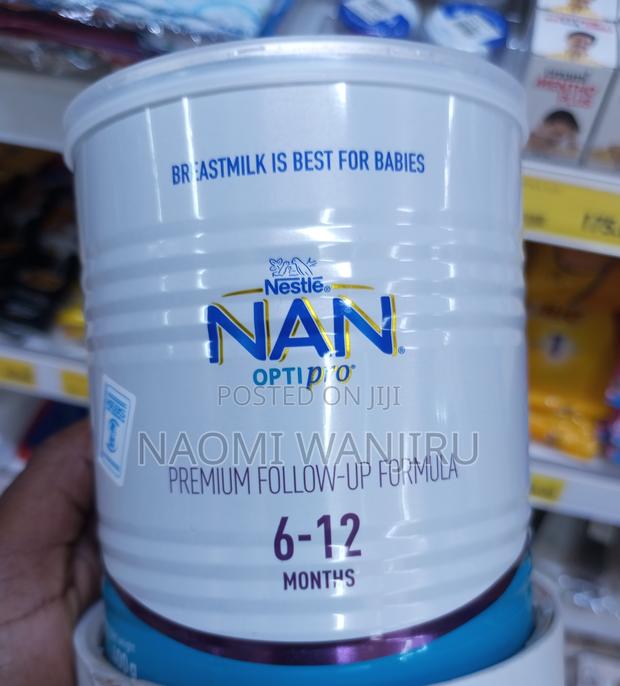 BREASTMILK IS BEST FOR BABIES
Nestlé®
NAN®
OPTIpro®
POSTED ON JIJI
NAOMI WANJIRU
PREMIUM FOLLOW-UP FORMULA
6-12
MONTHS